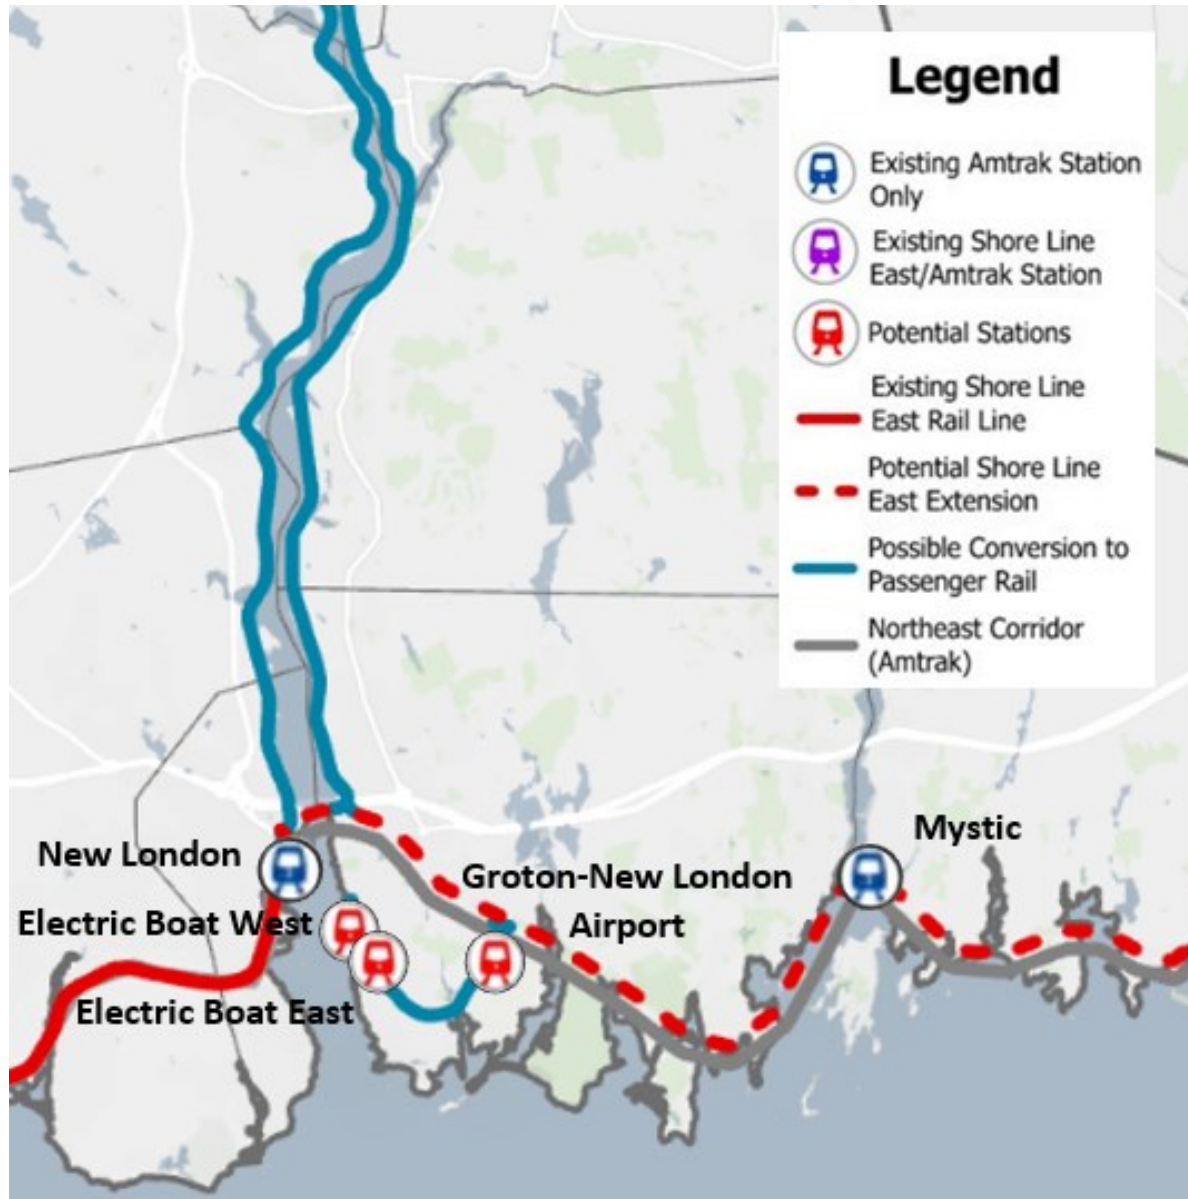 Legend
Existing Amtrak Station
Only
Existing Shore Line
East/Amtrak Station
Potential Stations
Existing Shore Line
East Rail Line
Potential Shore Line
East Extension
Possible Conversion to
Passenger Rail
Northeast Corridor
(Amtrak)
Mystic
New London
Groton-New London
Airport
Electric Boat West
Electric Boat East